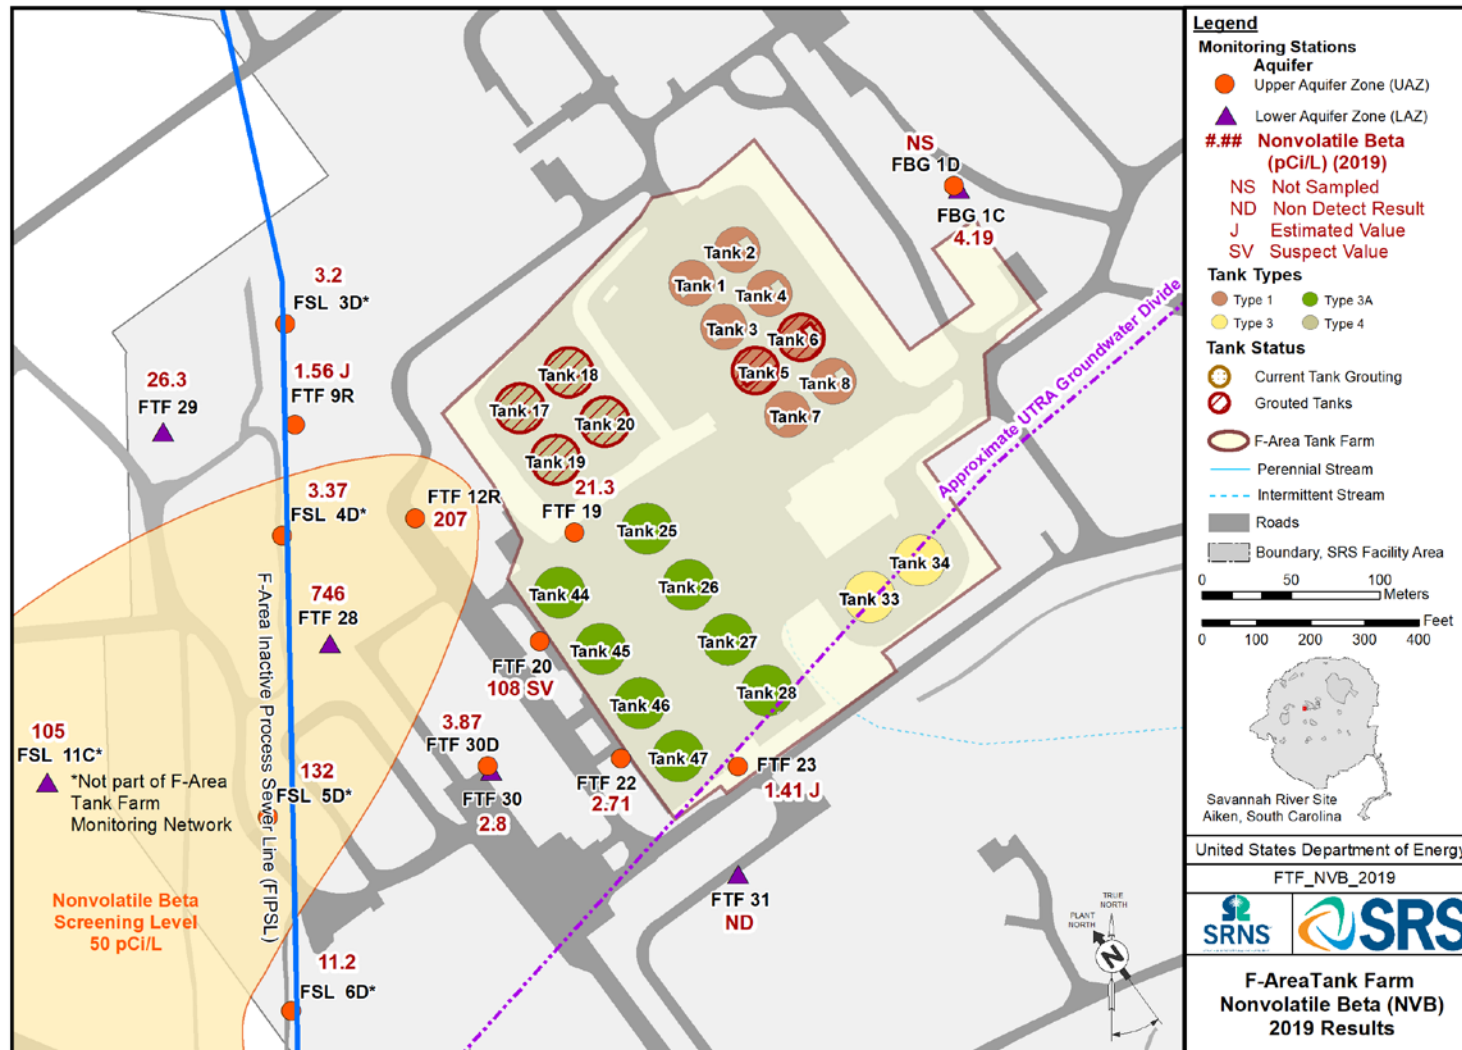 NS
FBG 1D
FBG 1C
4.19
Tank 2
Tank 1
Tank 4
Tank 3
Tank 6
Tank 5
Tank 8
Tank 7
Approximate UTRA Groundwater Divide
3.2
FSL 3D*
1.56 J
FTF 9R
26.3
FTF 29
Tank 18
Tank 17
Tank 20
Tank 19
21.3
FTF 19
3.37
FSL 4D*
FTF 12R
207
Tank 25
Tank 34
Tank 33
Tank 44
Tank 26
746
FTF 28
Tank 45
Tank 27
FTF 20
108 SV
Tank 46
Tank 28
F-Area Inactive Process Sewer Line (FIPSL)
105
FSL 11C*
*Not part of F-Area
Tank Farm
Monitoring Network
132
FSL 5D*
3.87
FTF 30D
FTF 30
2.8
Tank 47
FTF 22
2.71
FTF 23
1.41 J
FTF 31
ND
Nonvolatile Beta
Screening Level
50 pCi/L
11.2
FSL 6D*
TRUE
NORTH
PLANT
NORTH
N
Legend
Monitoring Stations
Aquifer
Upper Aquifer Zone (UAZ)
Lower Aquifer Zone (LAZ)
#.## Nonvolatile Beta
(pCi/L) (2019)
NS Not Sampled
ND Non Detect Result
J Estimated Value
SV Suspect Value
Tank Types
Type 1 Type 3A
Type 3 Type 4
Tank Status
Current Tank Grouting
Grouted Tanks
F-Area Tank Farm
Perennial Stream
Intermittent Stream
Roads
Boundary, SRS Facility Area
0 50 100
Meters
Feet
0 100 200 300 400
Savannah River Site
Aiken, South Carolina
United States Department of Energy
FTF_NVB_2019
SRNS
SRS
F-AreaTank Farm
Nonvolatile Beta (NVB)
2019 Results